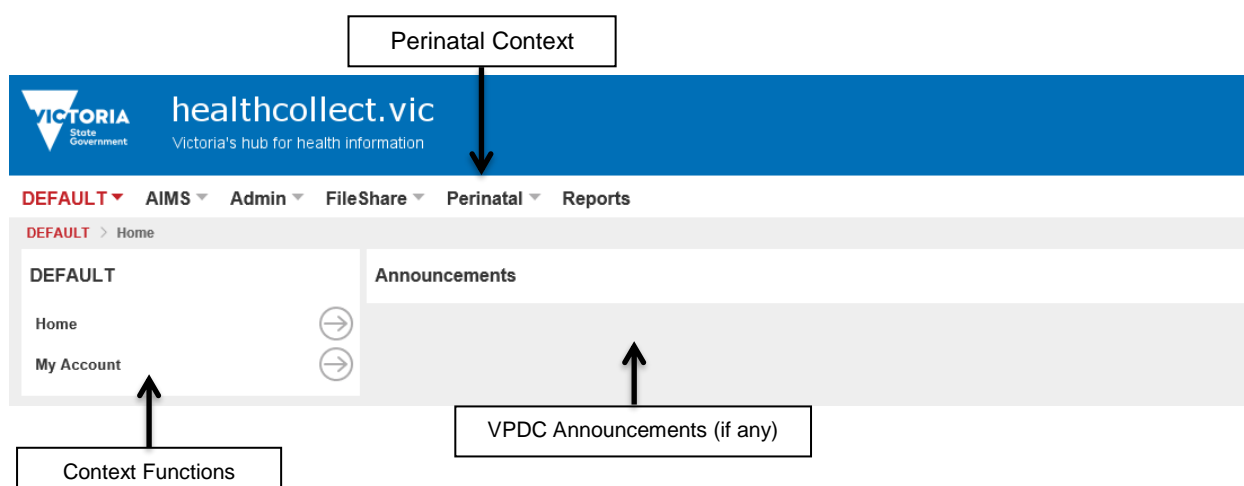 Perinatal Context
VICTORIA
State
Government
healthcollect.vic
Victoria's hub for health information
DEFAULT AIMS Admin FileShare Perinatal Reports
DEFAULT > Home
DEFAULT
Announcements
Home
My Account
VPDC Announcements (if any)
Context Functions